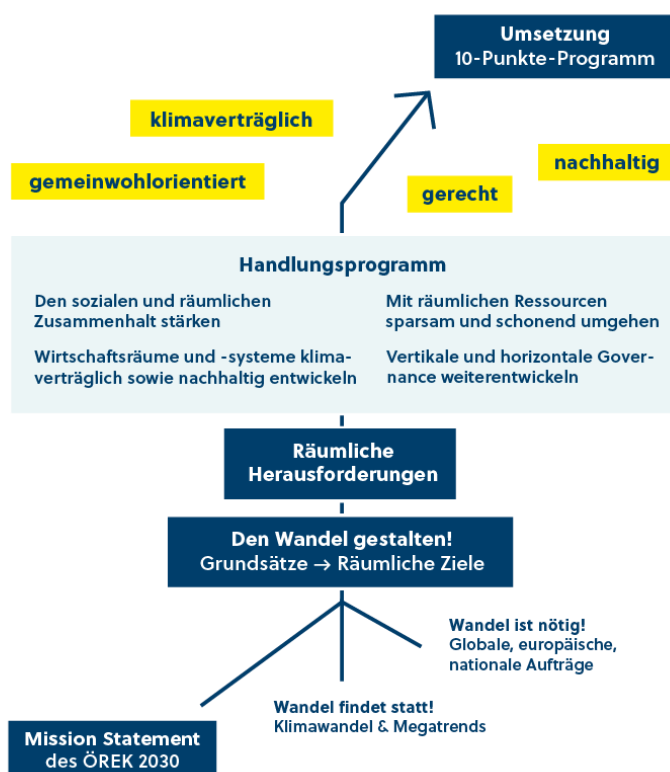 Umsetzung
10-Punkte-Programm
klimaverträglich
nachhaltig
gemeinwohlorientiert
gerecht
Handlungsprogramm
Den sozialen und räumlichen
Zusammenhalt stärken
Mit räumlichen Ressourcen
sparsam und schonend umgehen
Wirtschaftsräume und -systeme klima-
verträglich sowie nachhaltig entwickeln
Vertikale und horizontale Gover-
nance weiterentwickeln
Räumliche
Herausforderungen
Den Wandel gestalten!
Grundsätze → Räumliche Ziele
Wandel ist nötig!
Globale, europäische,
nationale Aufträge
Wandel findet statt!
Klimawandel & Megatrends
Mission Statement
des ÖREK 2030